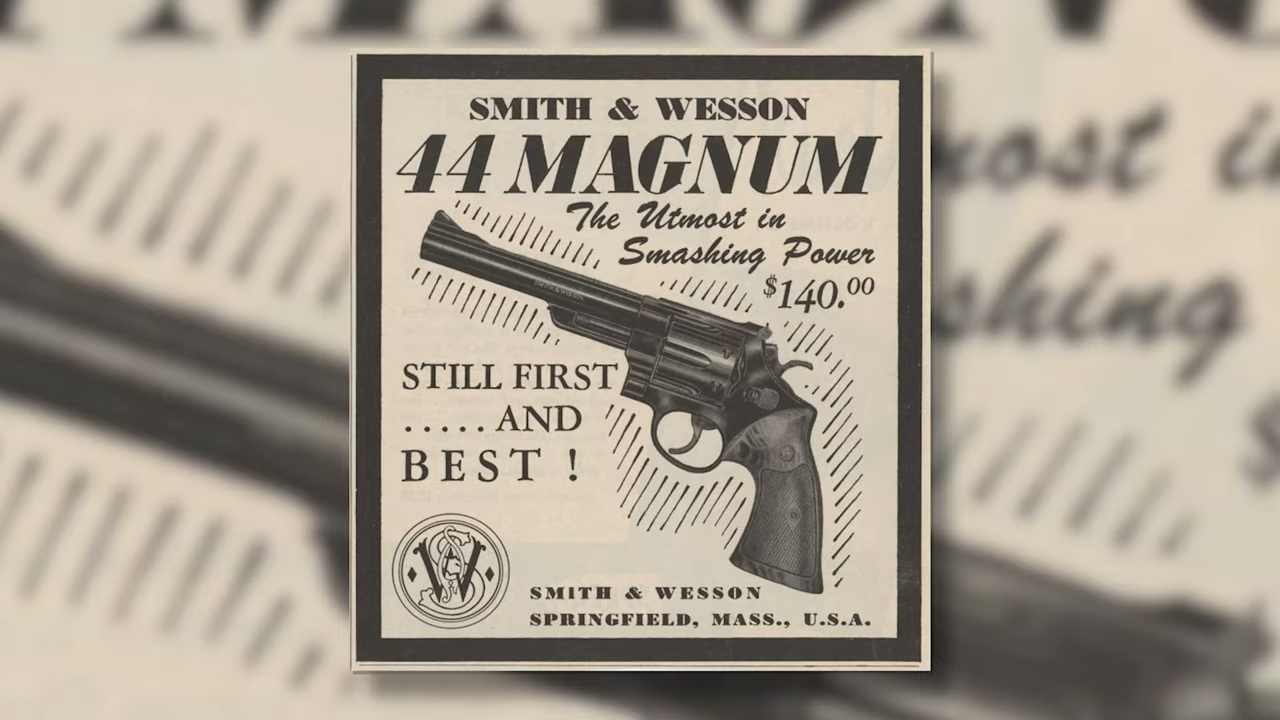 SMITH & WESSON
44 MAGNUM
The Utmost in
Smashing Power
$140.00
STILL FIRST
..... AND
BEST !
SMITH & WESSON
SPRINGFIELD, MASS., U.S.A.